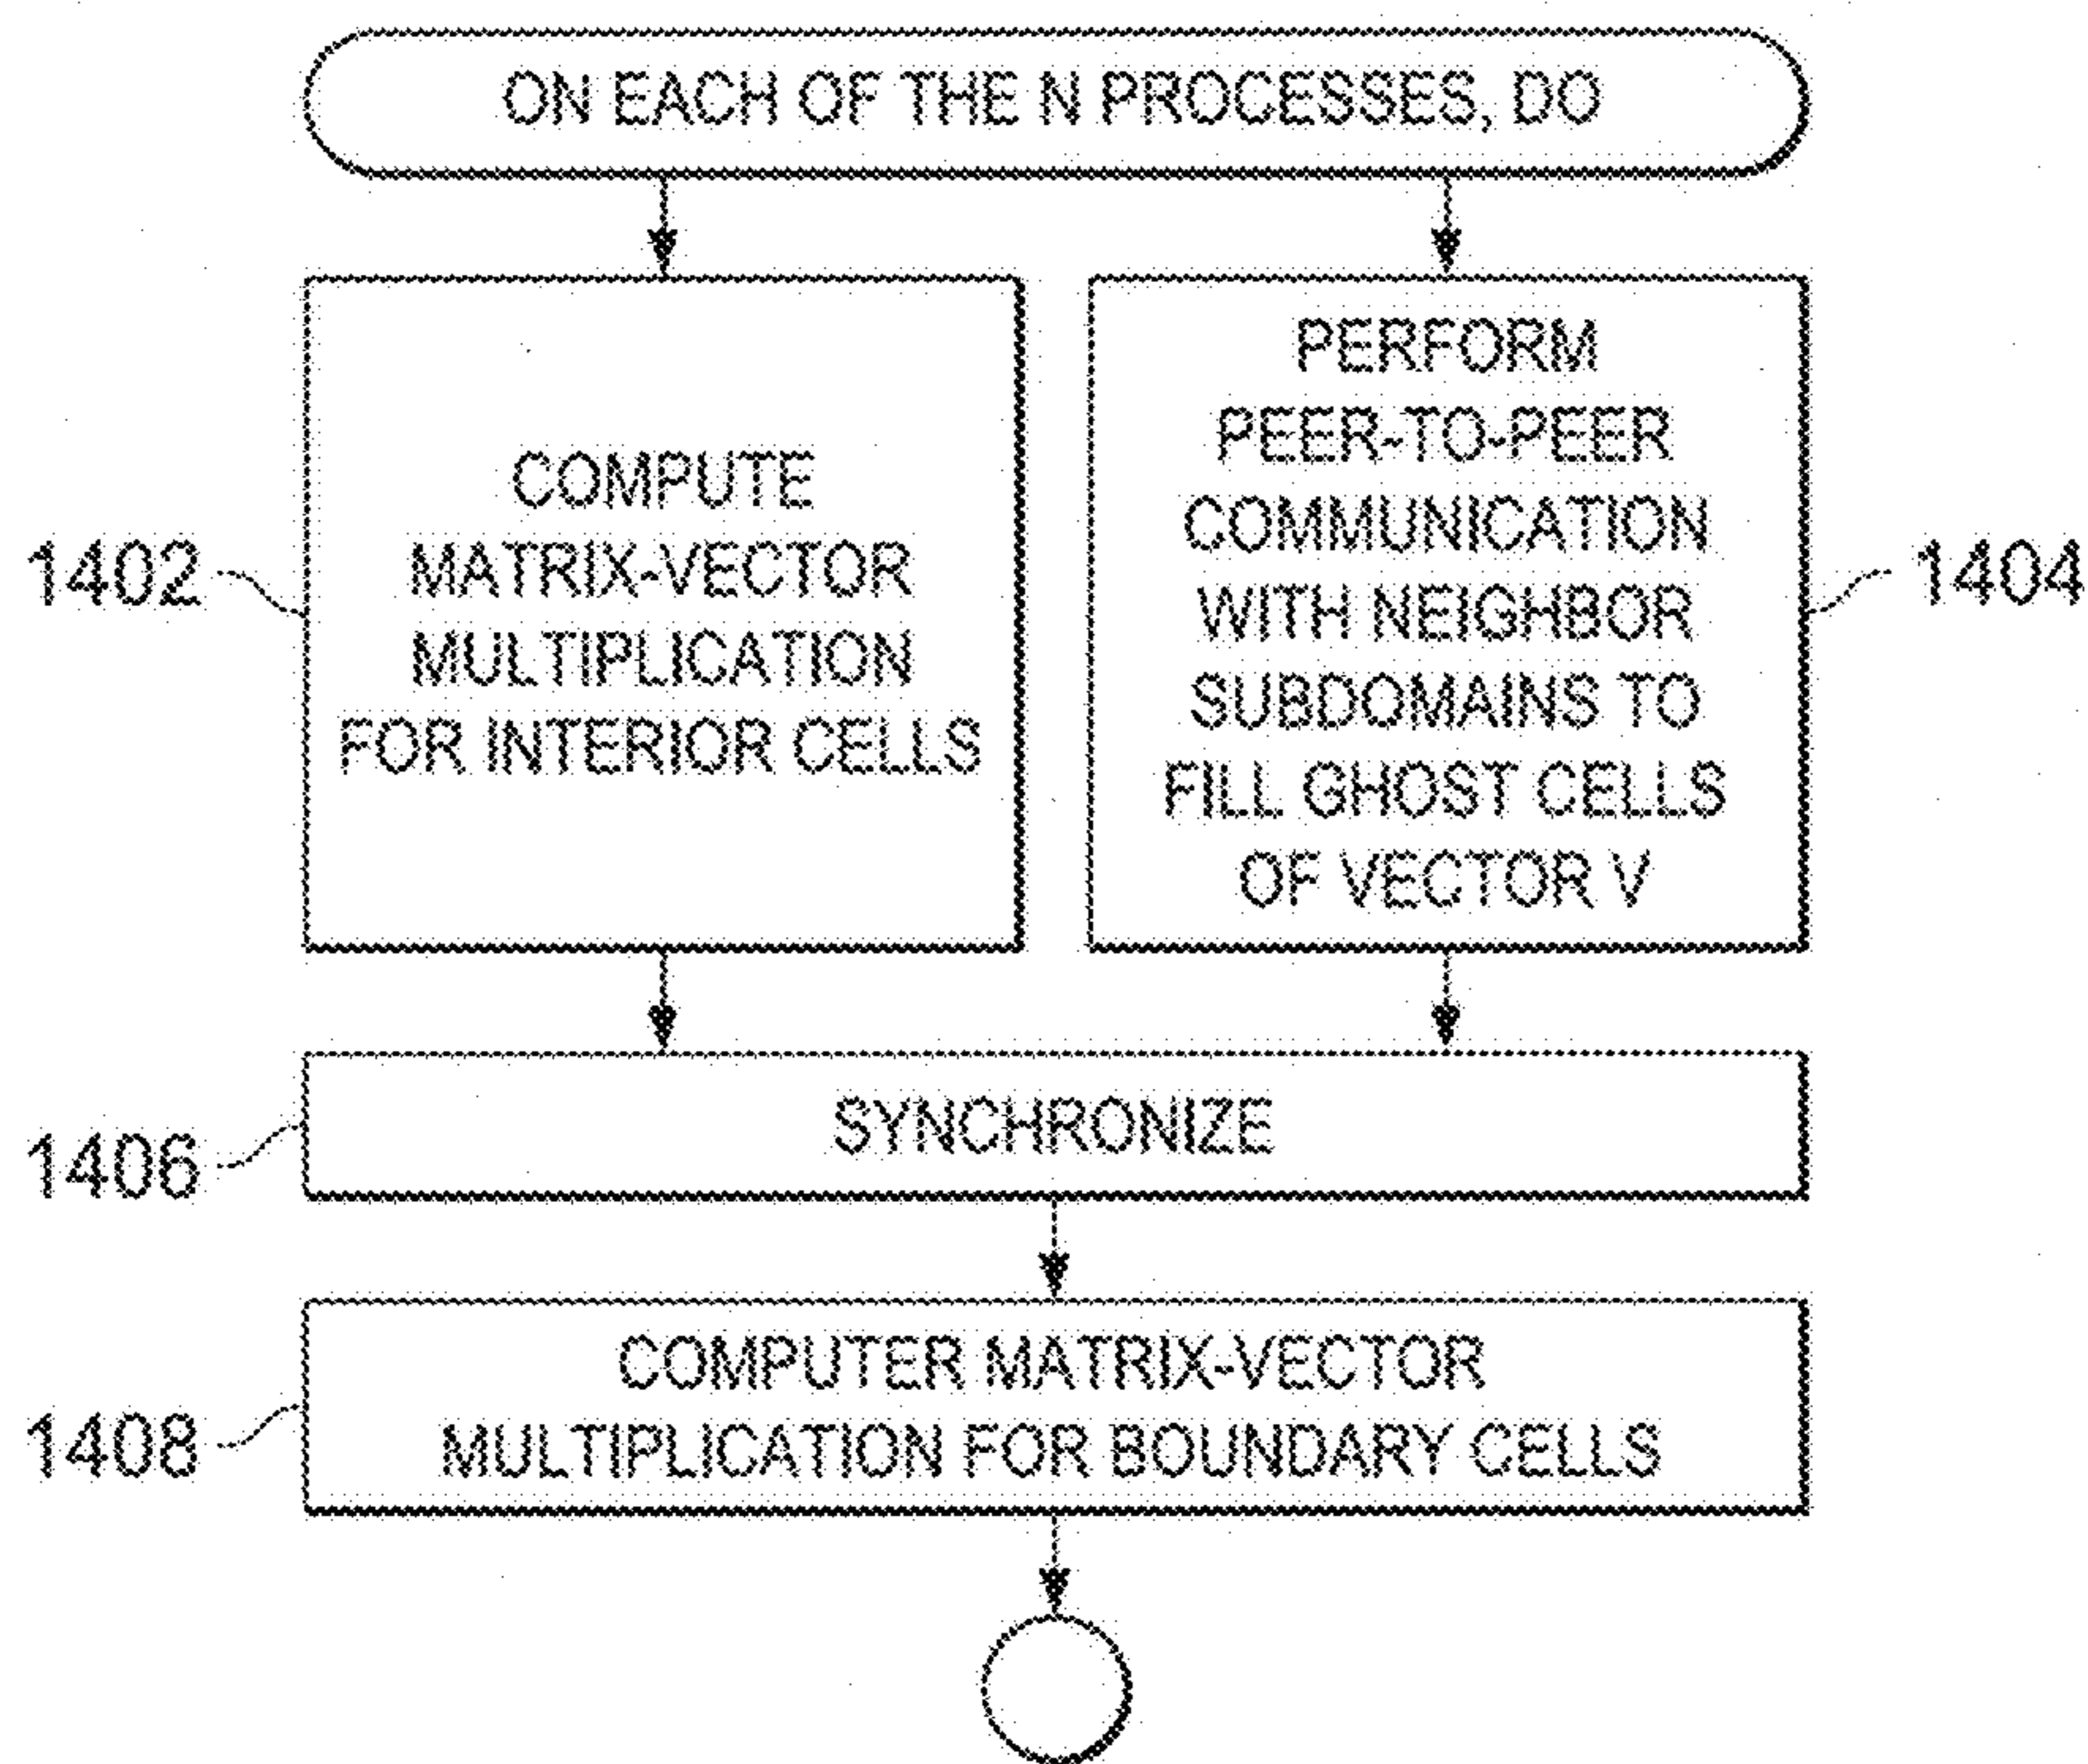 ON EACH OF THE N PROCESSES, DO
COMPUTE
MATRIX-VECTOR
MULTIPLICATION
FOR INTERIOR CELLS
1402
PERFORM
PEER-TO-PEER
COMMUNICATION
WITH NEIGHBOR
SUBDOMAINS TO
FILL GHOST CELLS
OF VECTOR V
1404
SYNCHRONIZE
1406
COMPUTER MATRIX-VECTOR
MULTIPLICATION FOR BOUNDARY CELLS
1408